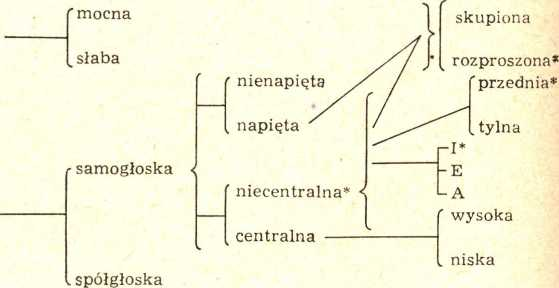 mocna
słaba
samogłoska
spółgłoska
nienapięta
napięta
niecentralna*
centralna
skupiona
rozproszona*
przednia*
tylna
I*
E
A
wysoka
niska